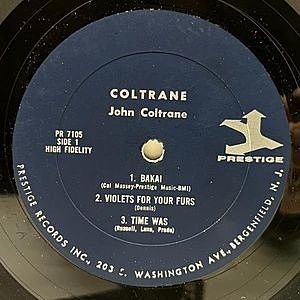 COLTRANE
John Coltrane
PR 7105
SIDE 1
HIGH FIDELITY
PRESTIGE
1. BAKAI
(Cal Massey-Prestige Music-BMI)
2. VIOLETS FOR YOUR FURS
(Dennis)
3. TIME WAS
(Russell, Luna, Prado)
PRESTIGE RECORDS INC., 203 S. WASHINGTON AVE., BERGENFIELD, N. J.